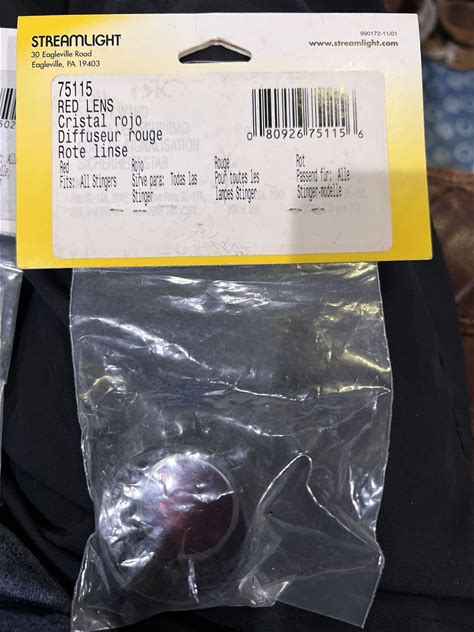 990172-11/01
STREAMLIGHT
www.streamlight.com
30 Eagleville Road
Eagleville, PA 19403
75115
RED LENS
Cristal rojo
Diffuseur rouge
Rote linse
0 80926 75115 6
Red
Fits: All Stingers
Rojo
Sirve para: Todas las
Stinger
Rouge
Pour toutes les
lampes Stinger
Rot
Passend für: Alle
Stinger-modelle